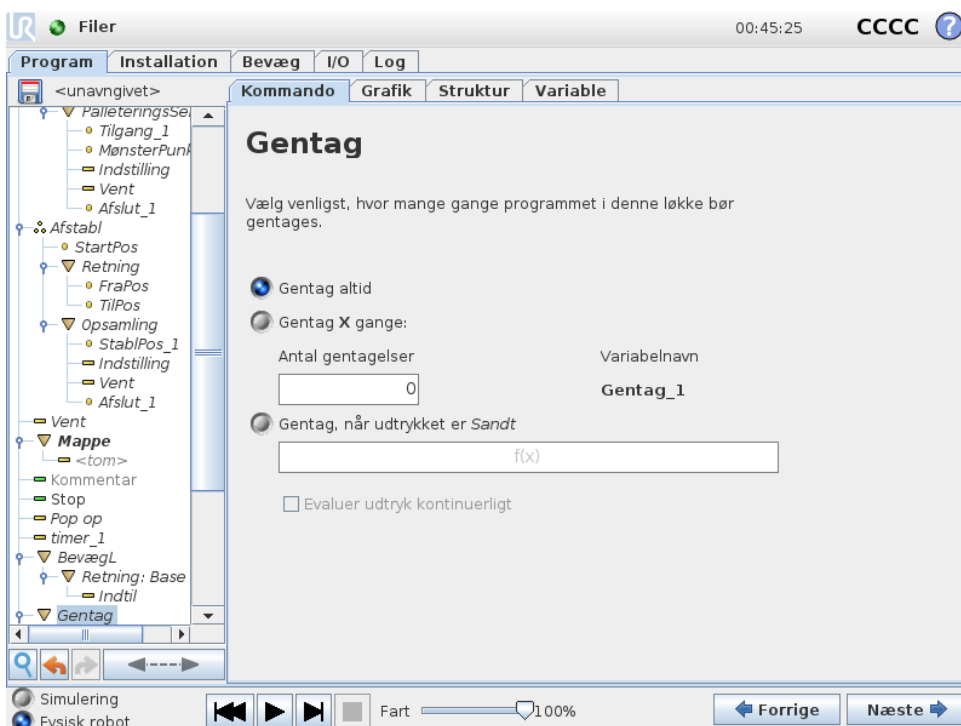 UR Filer 00:45:25 CCCC ?
Program Installation Bevæg I/O Log
<unavngivet>
Kommando Grafik Struktur Variable
PalleteringsSe
Tilgang_1
MønsterPunk
Indstilling
Vent
Afslut_1
Afstabl
StartPos
Retning
FraPos
TilPos
Opsamling
StablPos_1
Indstilling
Vent
Afslut_1
Vent
Mappe
<tom>
Kommentar
Stop
Pop op
timer_1
BevægL
Retning: Base
Indtil
Gentag
Gentag
Vælg venligst, hvor mange gange programmet i denne løkke bør
gentages.
Gentag altid
Gentag X gange:
Antal gentagelser Variabelnavn
0 Gentag_1
Gentag, når udtrykket er Sandt
f(x)
Evaluer udtryk kontinuerligt
Simulering
Fysisk robot
Fart 100%
Forrige Næste